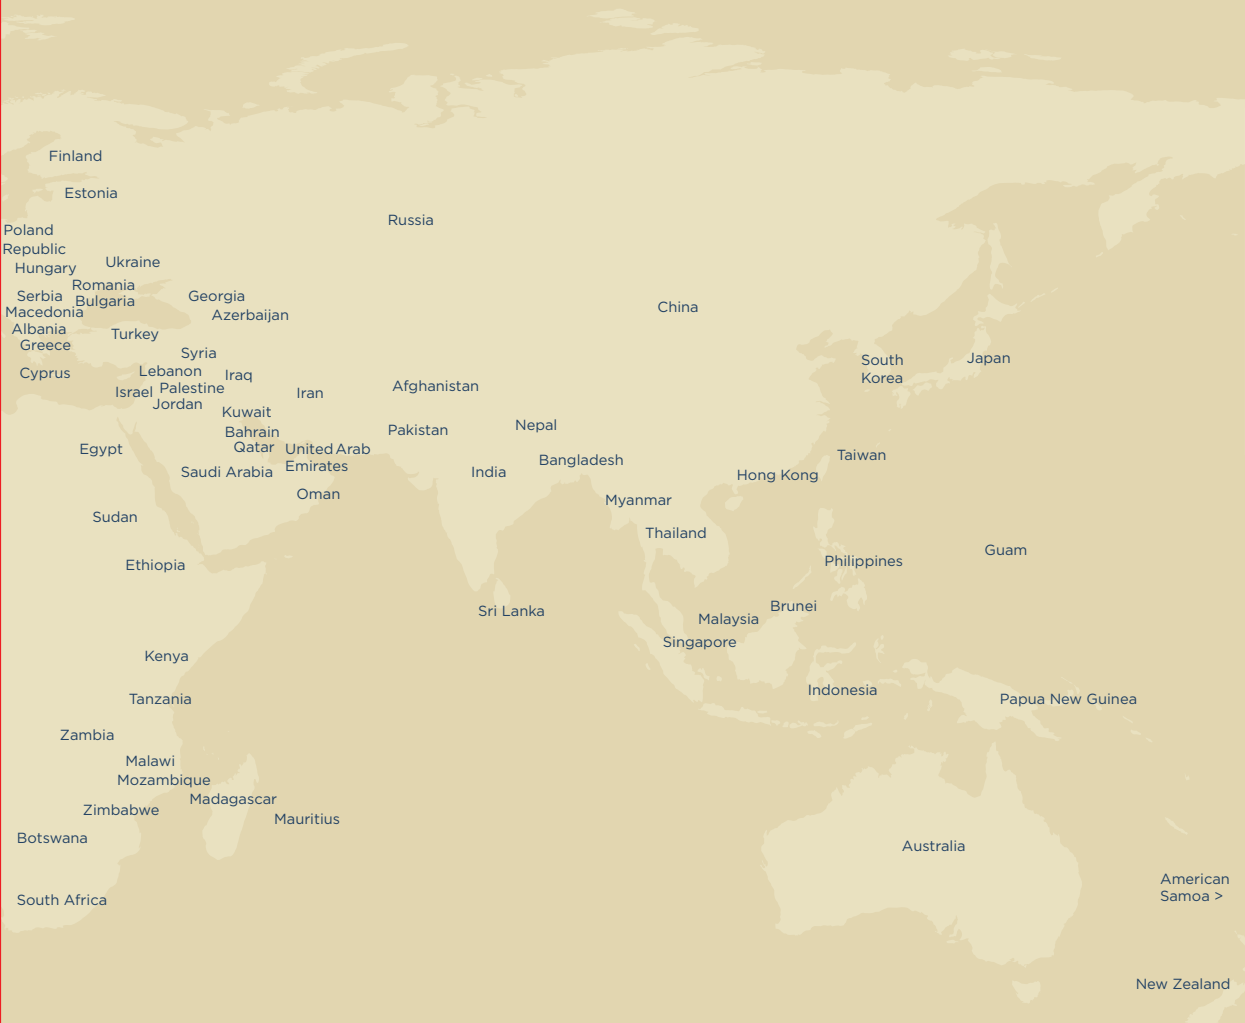 Finland
Estonia
Russia
Poland
Republic
Ukraine
Hungary
Romania
Serbia
Georgia
Bulgaria
China
Macedonia
Azerbaijan
Albania
Turkey
Greece
Syria
South
Korea
Japan
Cyprus
Lebanon
Iraq
Afghanistan
Palestine
Israel
Iran
Jordan
Kuwait
Nepal
Bahrain
Pakistan
Egypt
Qatar
United Arab
Emirates
Taiwan
Bangladesh
Saudi Arabia
India
Hong Kong
Oman
Myanmar
Sudan
Thailand
Guam
Ethiopia
Philippines
Sri Lanka
Brunei
Malaysia
Singapore
Kenya
Indonesia
Tanzania
Papua New Guinea
Zambia
Malawi
Mozambique
Madagascar
Zimbabwe
Mauritius
Botswana
Australia
American
Samoa >
South Africa
New Zealand